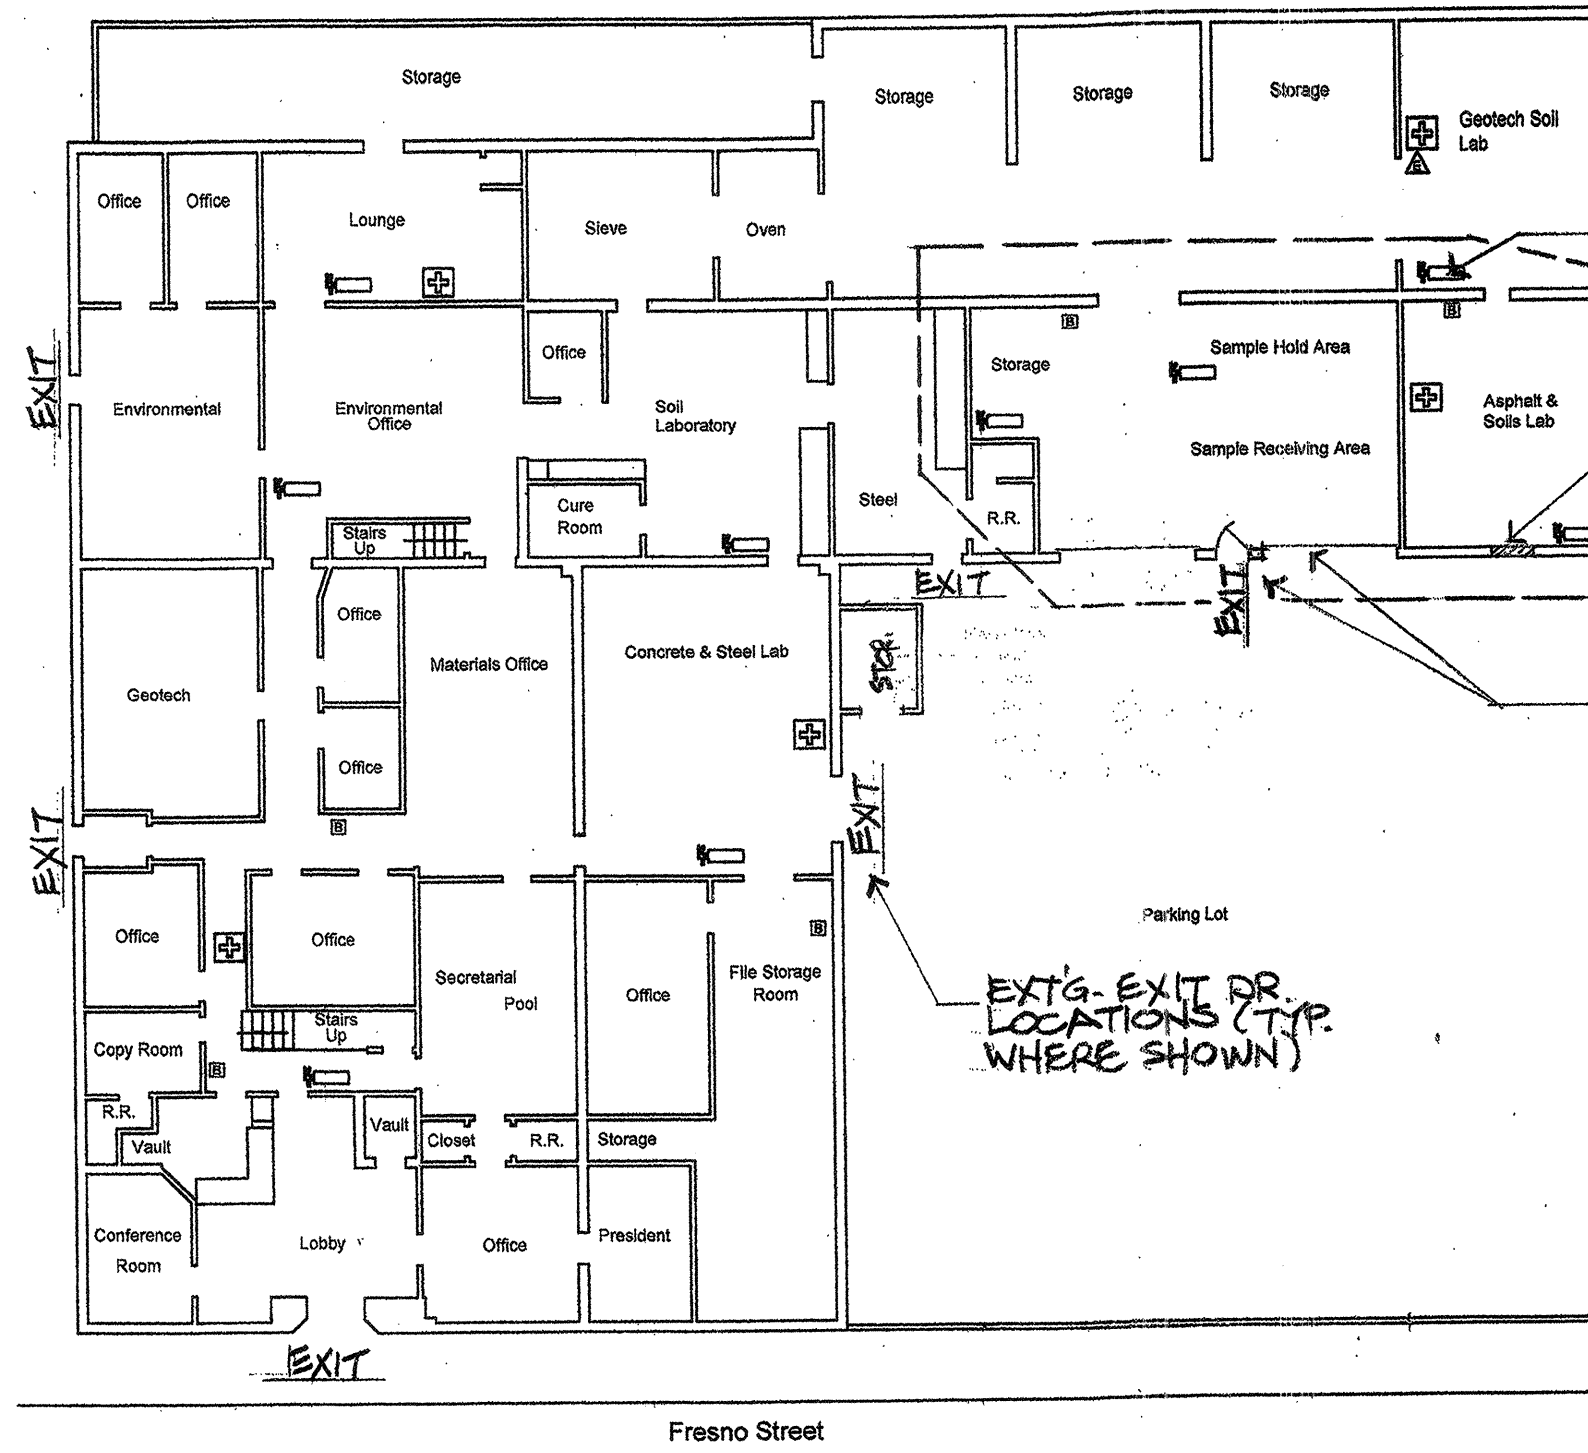 Storage
Storage
Storage
Storage
Geotech Soil
Lab
E
Office
Office
Lounge
Sieve
Oven
B
B
Sample Hold Area
Office
Storage
EXIT
Environmental
Environmental
Office
Soil
Laboratory
Asphalt &
Soils Lab
Sample Receiving Area
Steel
Cure
Room
R.R.
Stairs
Up
EXIT
EXIT
Office
Concrete & Steel Lab
Materials Office
STOR.
Geotech
Office
EXIT
B
EXIT
Parking Lot
B
Office
Office
Secretarial
Pool
Office
File Storage
Room
EXT'G- EXIT DR.
LOCATIONS (TYP.
WHERE SHOWN)
Stairs
Up
Copy Room
B
R.R.
Vault
Vault
Closet
R.R.
Storage
Conference
Room
Lobby
Office
President
EXIT
Fresno Street